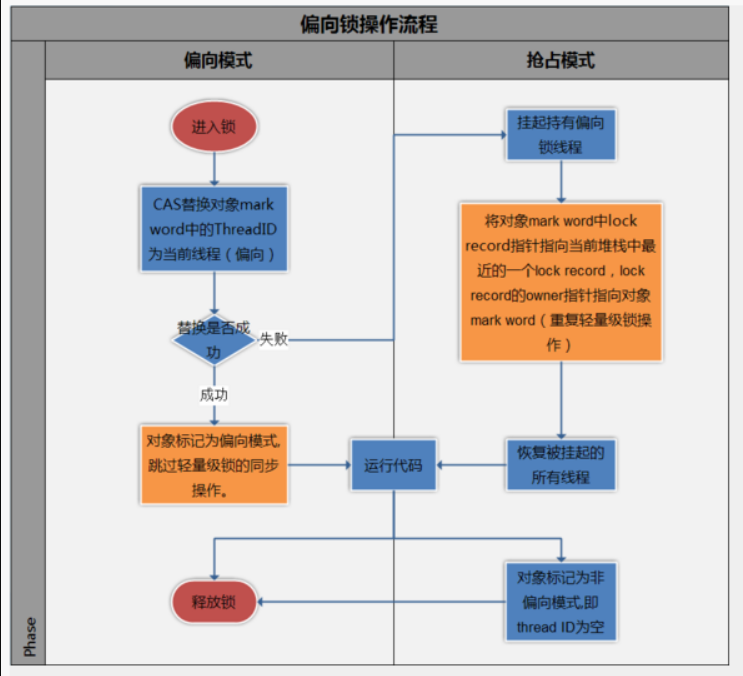 偏向锁操作流程
偏向模式
抢占模式
进入锁
CAS替换对象mark
word中的ThreadID
为当前线程（偏向）
替换是否成
功
失败
成功
对象标记为偏向模式,
跳过轻量级锁的同步
操作。
挂起持有偏向
锁线程
将对象mark word中lock
record指针指向当前堆栈中最
近的一个lock record，lock
record的owner指针指向对象
mark word（重复轻量级锁操
作）
恢复被挂起的
所有线程
运行代码
释放锁
对象标记为非
偏向模式,即
thread ID为空
Phase